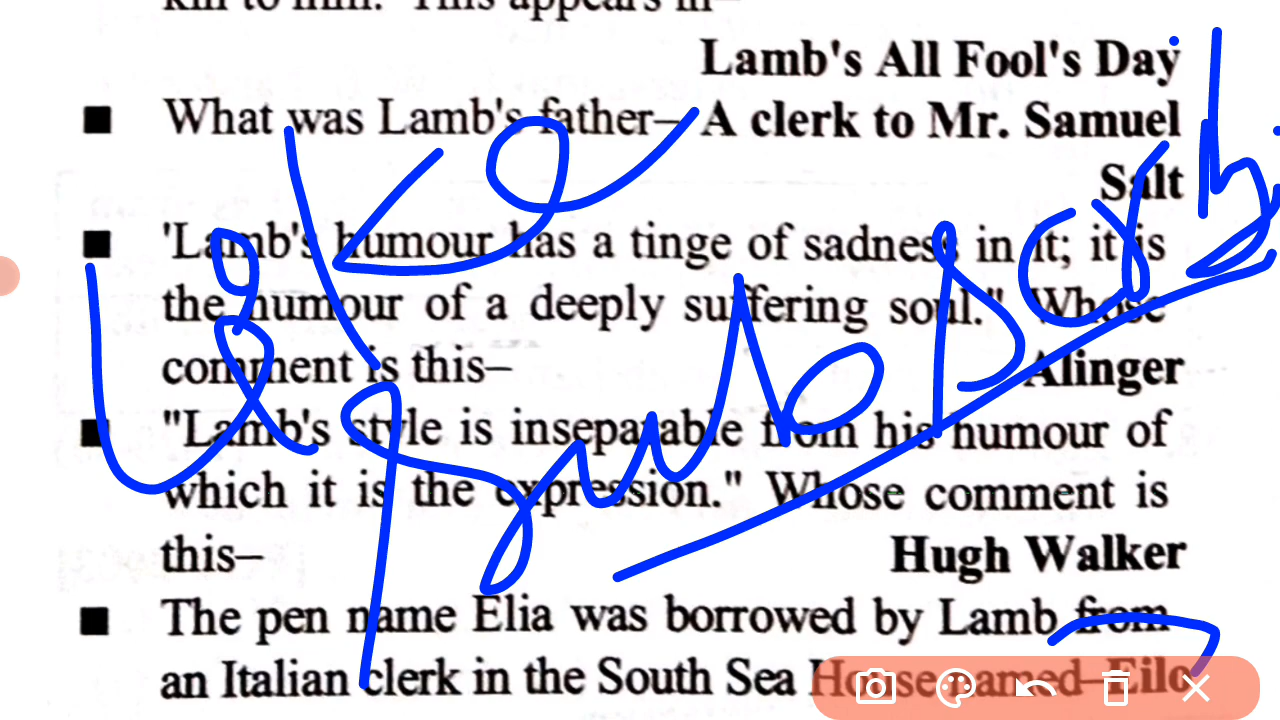 Lamb's All Fool's Day
■ What was Lamb's father– A clerk to Mr. Samuel
Salt
■ 'Lamb's humour has a tinge of sadness in it; it is
the humour of a deeply suffering soul." Whose
comment is this– Alinger
■ "Lamb's style is inseparable from his humour of
which it is the expression." Whose comment is
this– Hugh Walker
■ The pen name Elia was borrowed by Lamb from
an Italian clerk in the South Sea House named–
Like